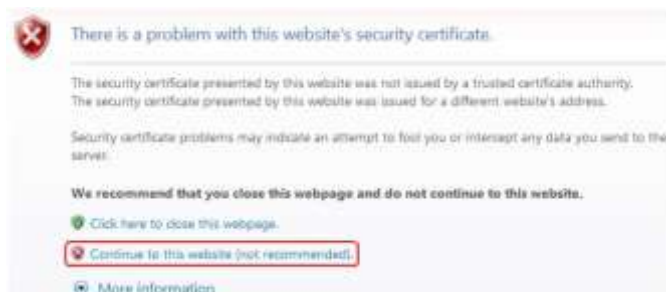 There is a problem with this website's security certificate.
The security certificate presented by this website was not issued by a trusted certificate authority.
The security certificate presented by this website was issued for a different website's address.
Security certificate problems may indicate an attempt to fool you or intercept any data you send to the
server.
We recommend that you close this webpage and do not continue to this website.
Click here to close this webpage.
Continue to this website (not recommended).
More information